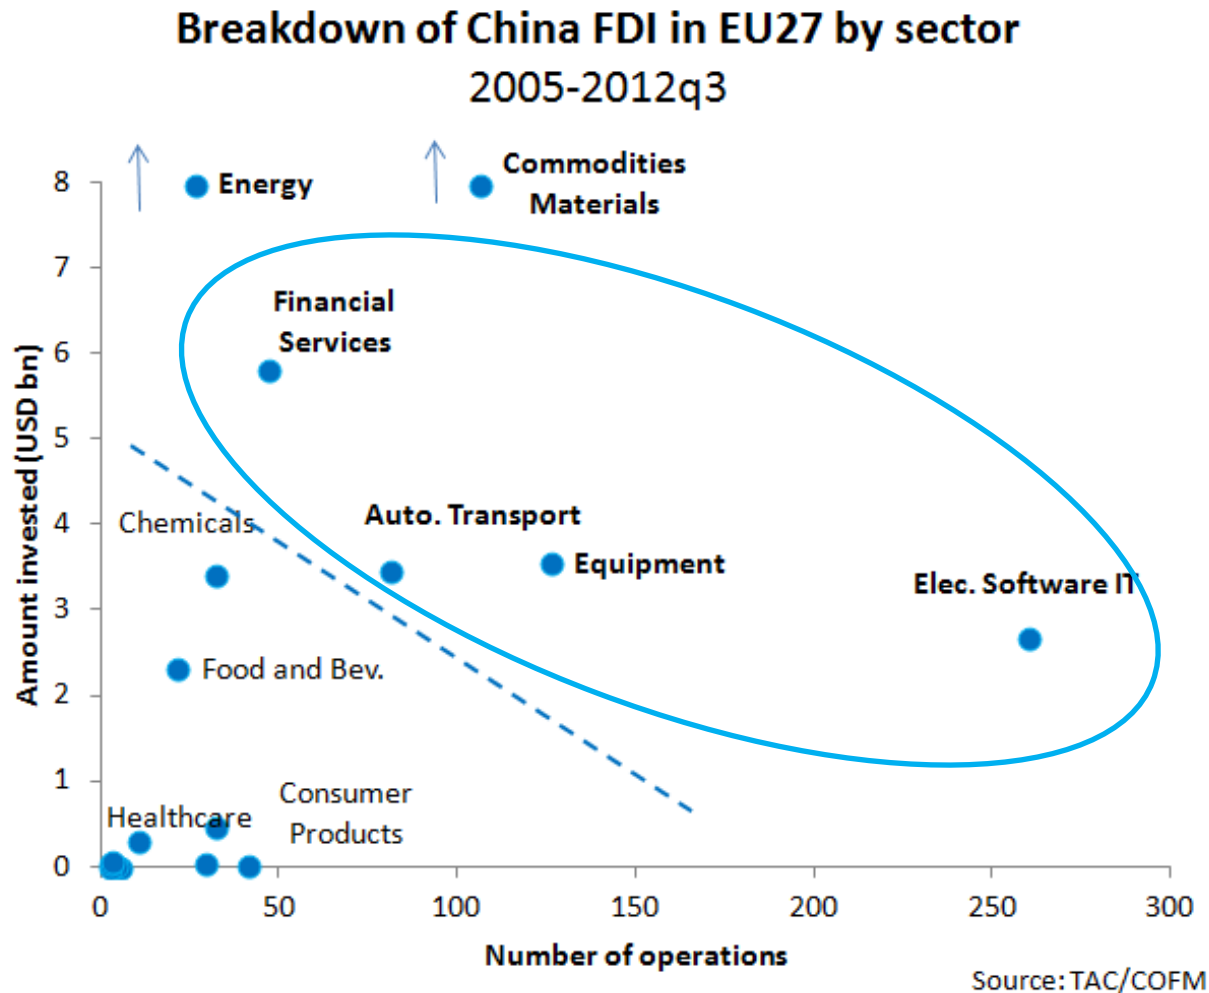 Breakdown of China FDI in EU27 by sector
2005-2012q3
Commodities
Materials
Energy
8
7
Financial
Services
6
5
Auto. Transport
Chemicals
4
Equipment
Elec. Software IT
3
Food and Bev.
2
1
Consumer
Products
Healthcare
0
0 50 100 150 200 250 300
Amount invested (USD bn)
Number of operations
Source: TAC/COFM